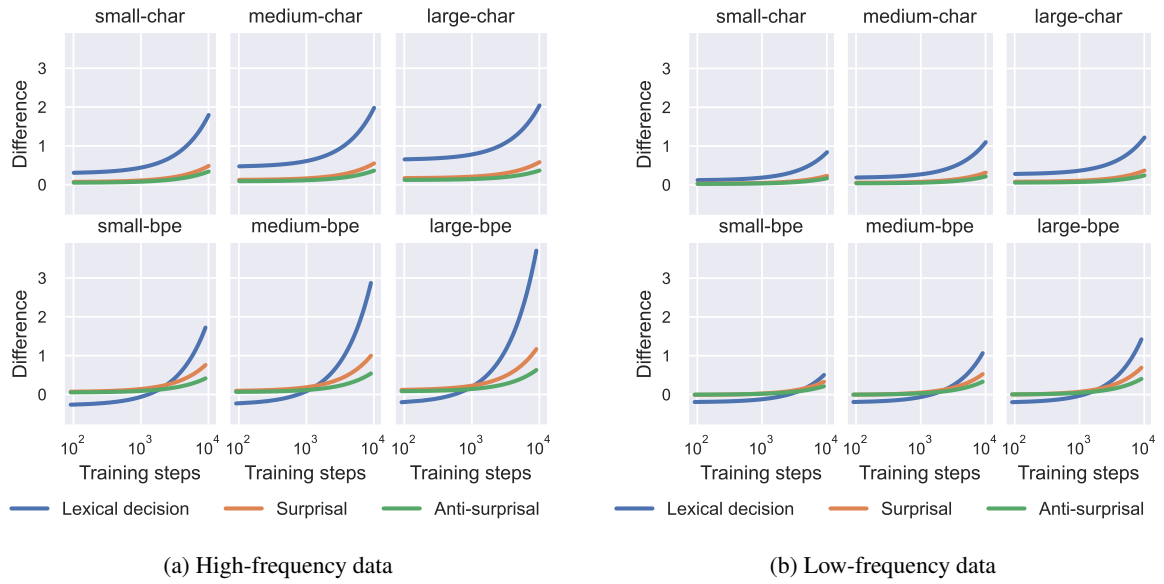 small-char medium-char large-char
Difference
3
2
1
0
small-bpe medium-bpe large-bpe
Difference
3
2
1
0
10^2 10^3 10^4 10^2 10^3 10^4 10^2 10^3 10^4
Training steps Training steps Training steps
Lexical decision Surprisal Anti-surprisal
(a) High-frequency data
small-char medium-char large-char
Difference
3
2
1
0
small-bpe medium-bpe large-bpe
Difference
3
2
1
0
10^2 10^3 10^4 10^2 10^3 10^4 10^2 10^3 10^4
Training steps Training steps Training steps
Lexical decision Surprisal Anti-surprisal
(b) Low-frequency data